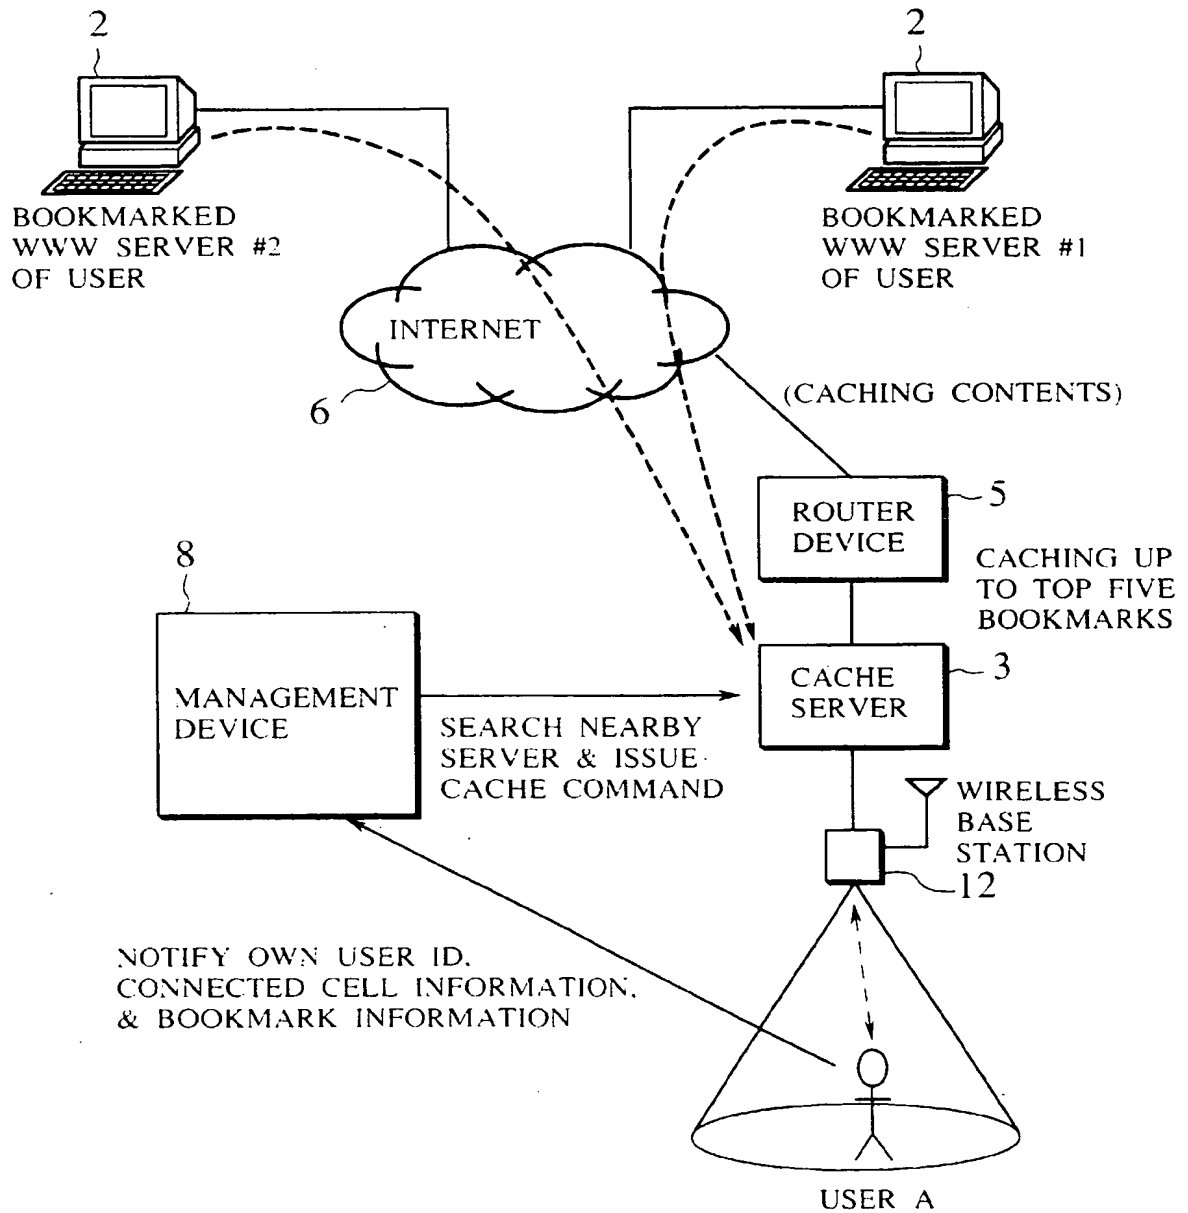 2
2
BOOKMARKED
WWW SERVER #2
OF USER
BOOKMARKED
WWW SERVER #1
OF USER
INTERNET
6
(CACHING CONTENTS)
5
ROUTER
DEVICE
CACHING UP
TO TOP FIVE
BOOKMARKS
8
MANAGEMENT
DEVICE
3
CACHE
SERVER
SEARCH NEARBY
SERVER & ISSUE
CACHE COMMAND
WIRELESS
BASE
STATION
12
NOTIFY OWN USER ID,
CONNECTED CELL INFORMATION,
& BOOKMARK INFORMATION
USER A